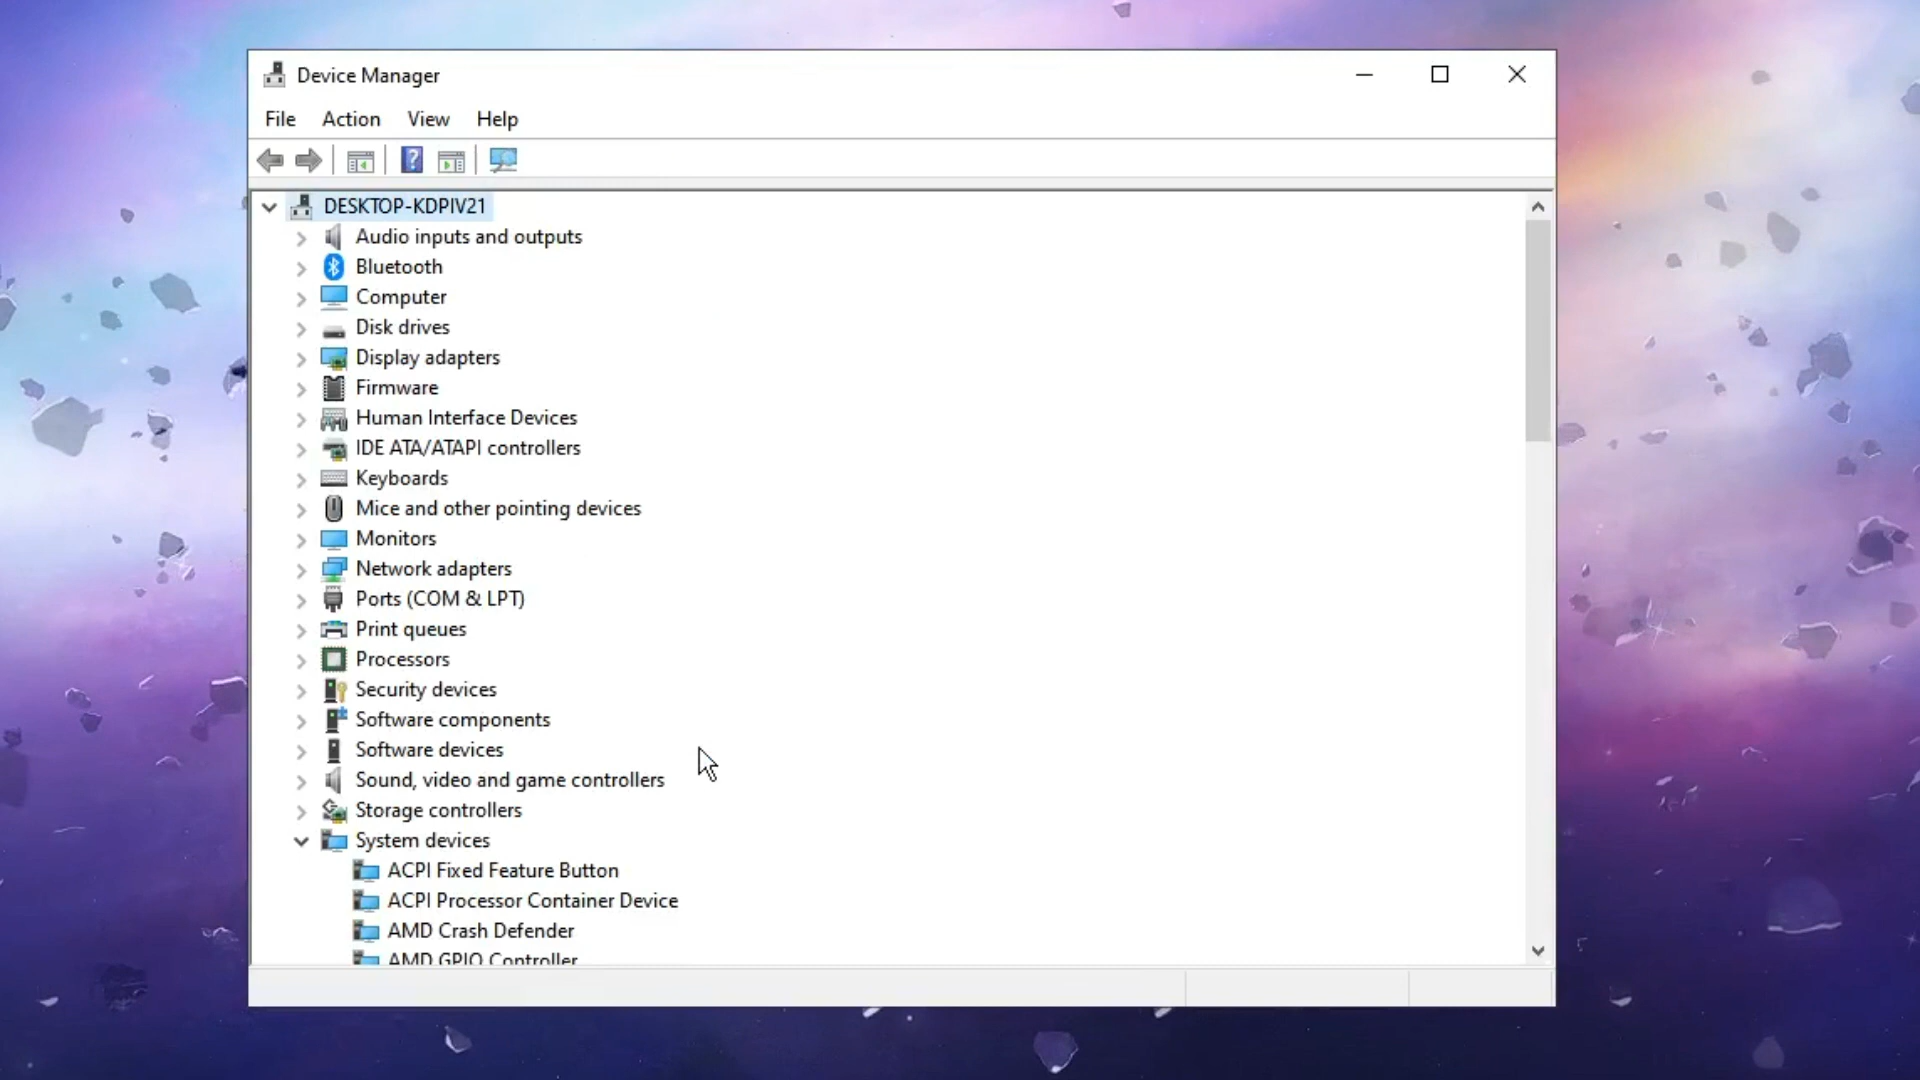 Device Manager
File Action View Help
DESKTOP-KDPIV21
Audio inputs and outputs
Bluetooth
Computer
Disk drives
Display adapters
Firmware
Human Interface Devices
IDE ATA/ATAPI controllers
Keyboards
Mice and other pointing devices
Monitors
Network adapters
Ports (COM & LPT)
Print queues
Processors
Security devices
Software components
Software devices
Sound, video and game controllers
Storage controllers
System devices
ACPI Fixed Feature Button
ACPI Processor Container Device
AMD Crash Defender
AMD GPIO Controller